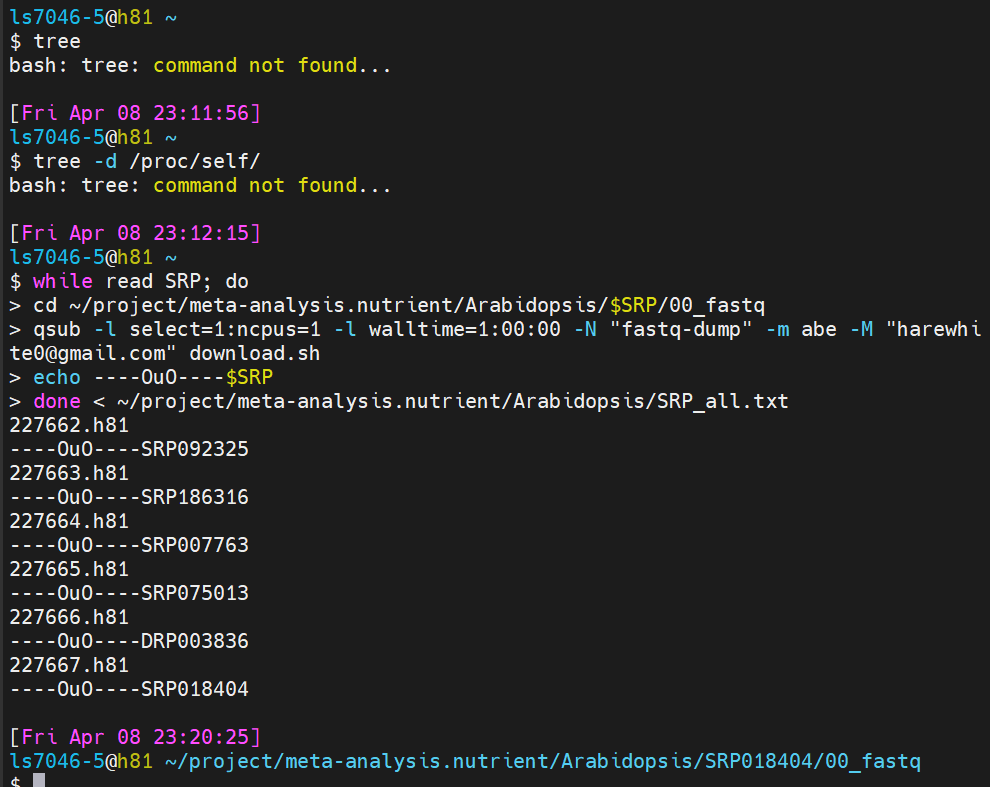 ls7046-5@h81 ~
$ tree
bash: tree: command not found...
[Fri Apr 08 23:11:56]
ls7046-5@h81 ~
$ tree -d /proc/self/
bash: tree: command not found...
[Fri Apr 08 23:12:15]
ls7046-5@h81 ~
$ while read SRP; do
> cd ~/project/meta-analysis.nutrient/Arabidopsis/$SRP/00_fastq
> qsub -l select=1:ncpus=1 -l walltime=1:00:00 -N "fastq-dump" -m abe -M "harewhi
te0@gmail.com" download.sh
> echo ----OuO----$SRP
> done < ~/project/meta-analysis.nutrient/Arabidopsis/SRP_all.txt
227662.h81
----OuO----SRP092325
227663.h81
----OuO----SRP186316
227664.h81
----OuO----SRP007763
227665.h81
----OuO----SRP075013
227666.h81
----OuO----DRP003836
227667.h81
----OuO----SRP018404
[Fri Apr 08 23:20:25]
ls7046-5@h81 ~/project/meta-analysis.nutrient/Arabidopsis/SRP018404/00_fastq
$